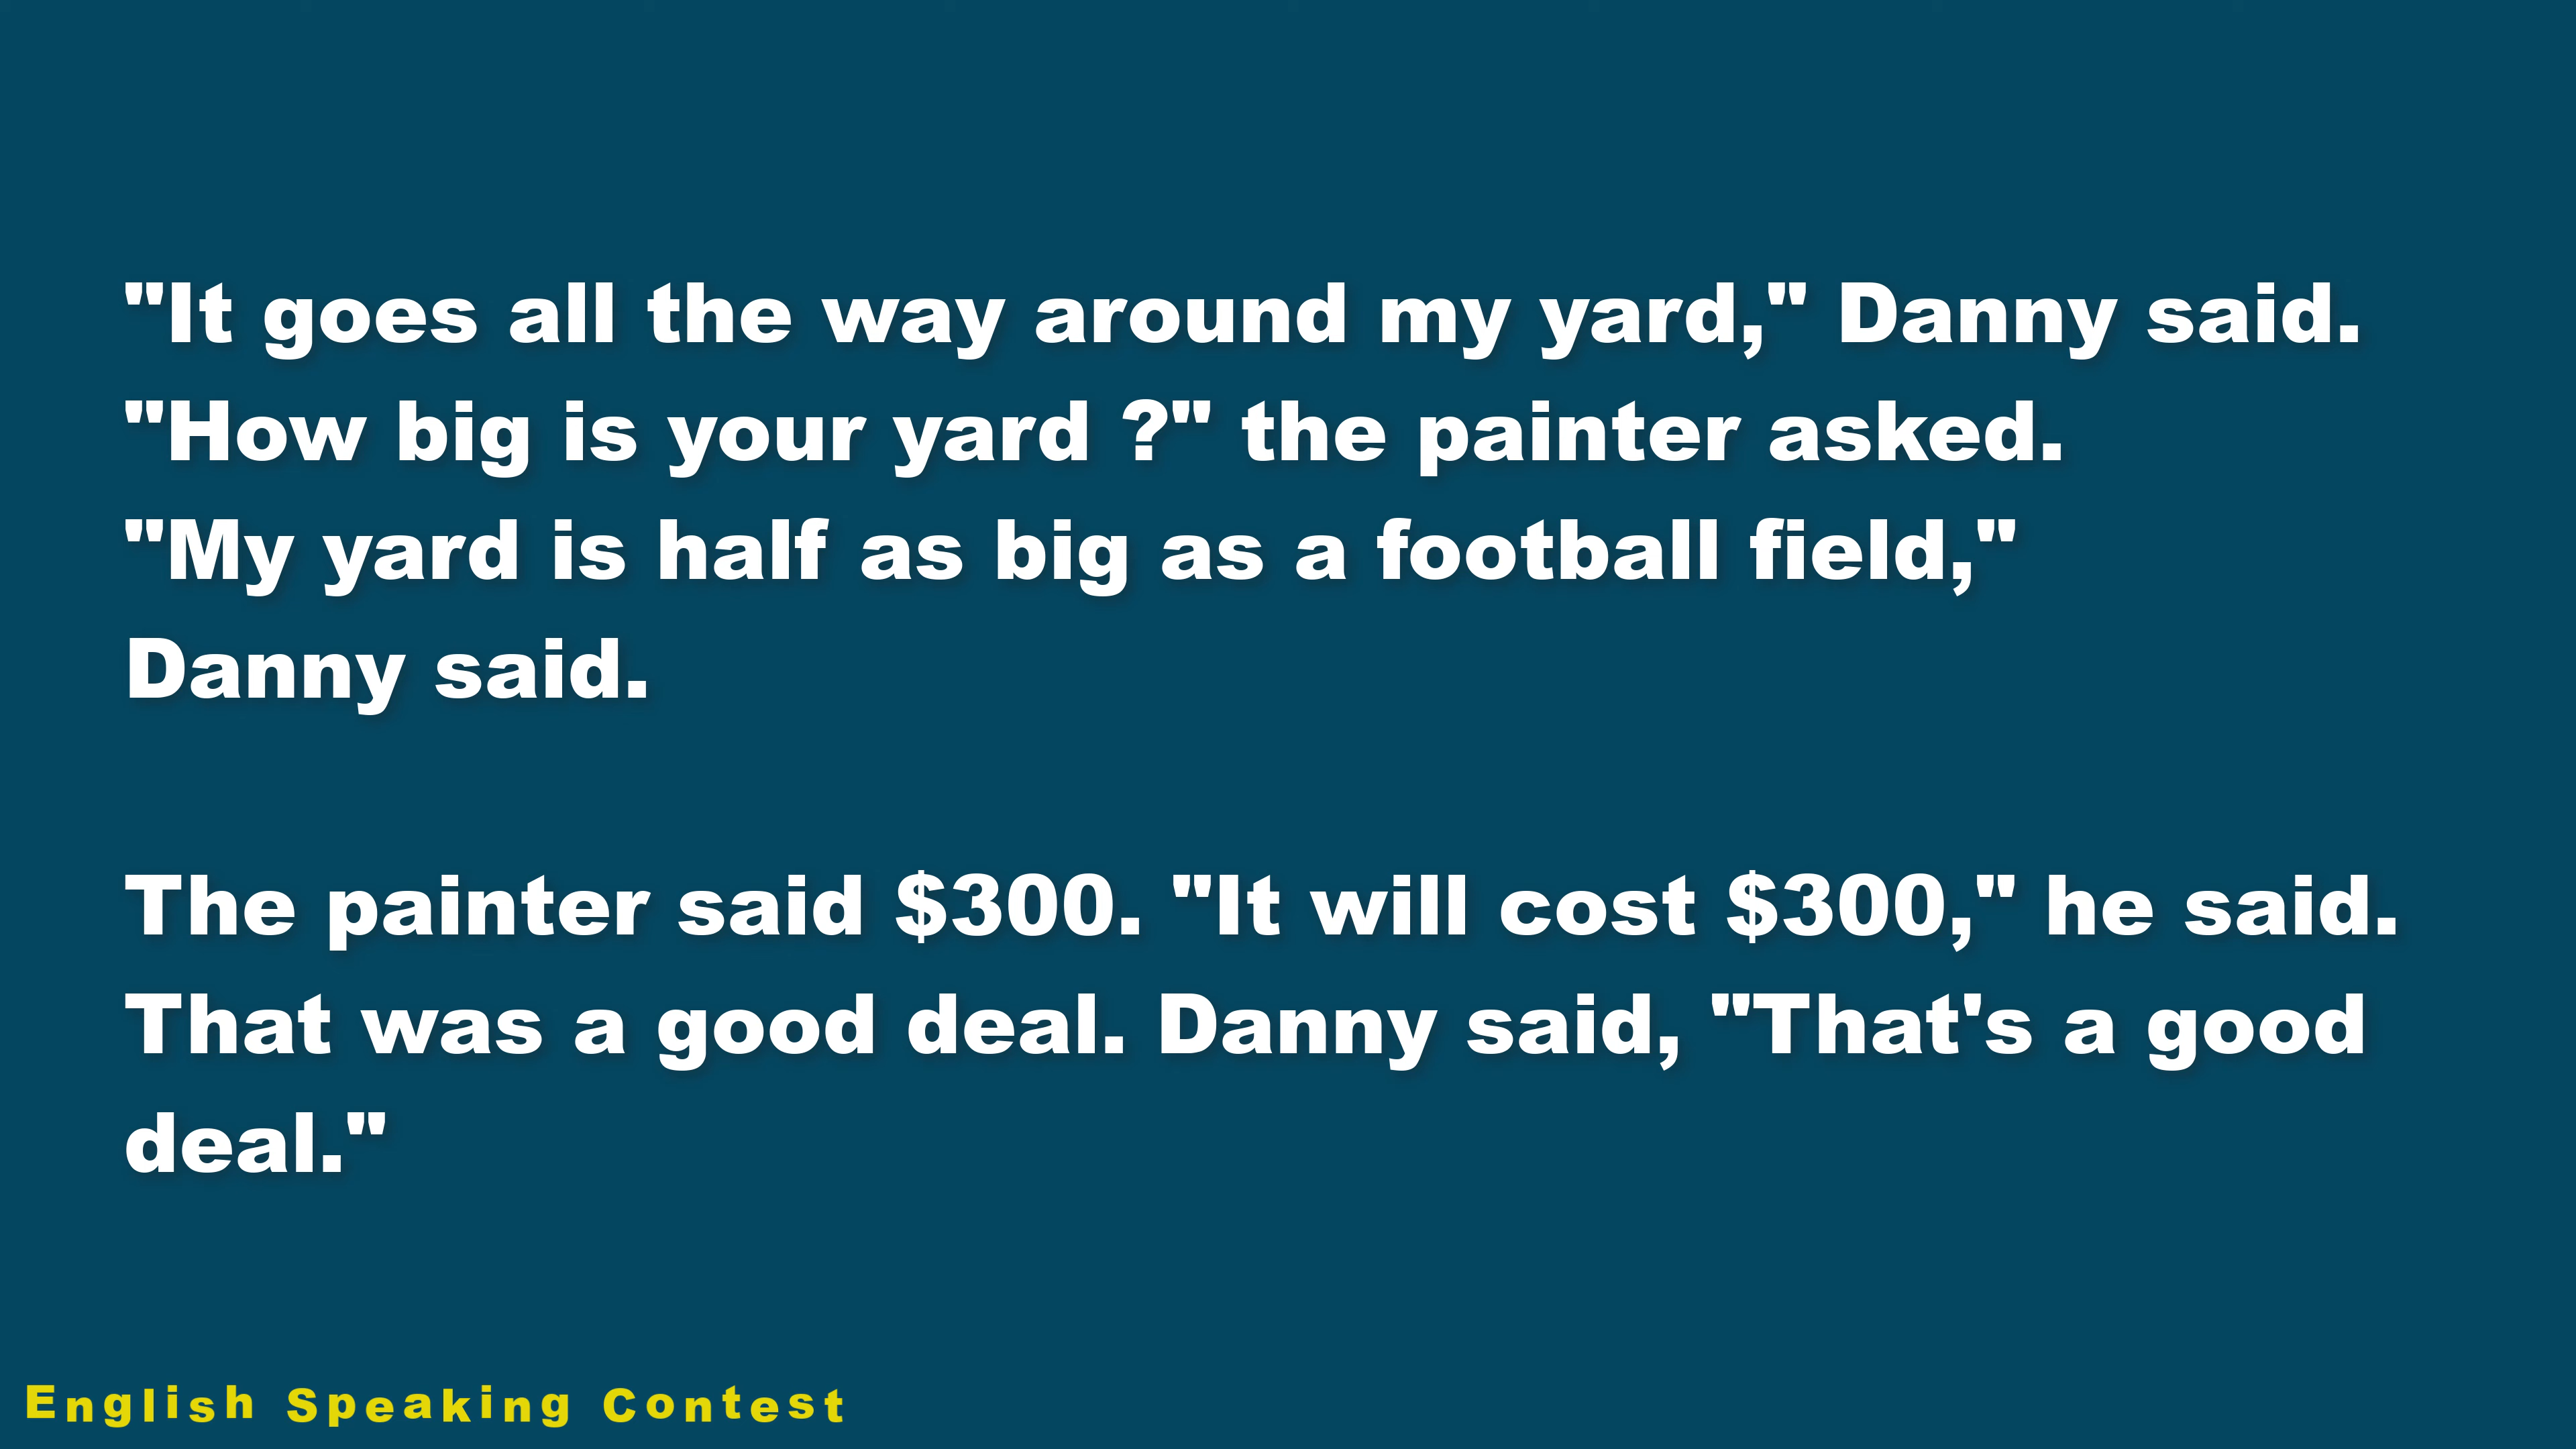 "It goes all the way around my yard," Danny said.
"How big is your yard ?" the painter asked.
"My yard is half as big as a football field,"
Danny said.
The painter said $300. "It will cost $300," he said.
That was a good deal. Danny said, "That's a good
deal."
English Speaking Contest